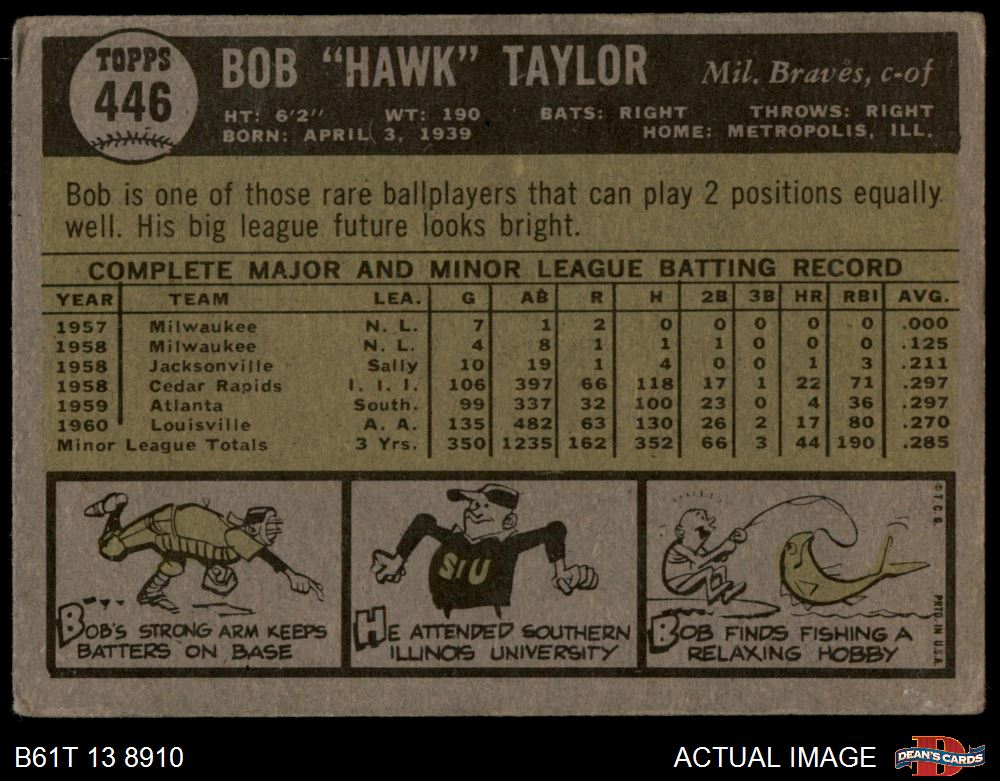 TOPPS
446
BOB "HAWK" TAYLOR Mil. Braves, c-of
HT: 6'2" WT: 190 BATS: RIGHT THROWS: RIGHT
BORN: APRIL 3, 1939 HOME: METROPOLIS, ILL.
Bob is one of those rare ballplayers that can play 2 positions equally
well. His big league future looks bright.
COMPLETE MAJOR AND MINOR LEAGUE BATTING RECORD
YEAR TEAM LEA. G AB R H 2B 3B HR RBI AVG.
1957 Milwaukee N. L. 7 1 2 0 0 0 0 0 .000
1958 Milwaukee N. L. 4 8 1 1 1 0 0 0 .125
1958 Jacksonville Sally 10 19 1 4 0 0 1 3 .211
1958 Cedar Rapids I. I. I. 106 397 66 118 17 1 22 71 .297
1959 Atlanta South. 99 337 32 100 23 0 4 36 .297
1960 Louisville A. A. 135 482 63 130 26 2 17 80 .270
Minor League Totals 3 Yrs. 350 1235 162 352 66 3 44 190 .285
BOB'S STRONG ARM KEEPS
BATTERS ON BASE
SIU
HE ATTENDED SOUTHERN
ILLINOIS UNIVERSITY
BOB FINDS FISHING A
RELAXING HOBBY
© T. C. G.
PRTD. IN U.S.A.
B61T 13 8910
ACTUAL IMAGE
D
DEAN'S CARDS